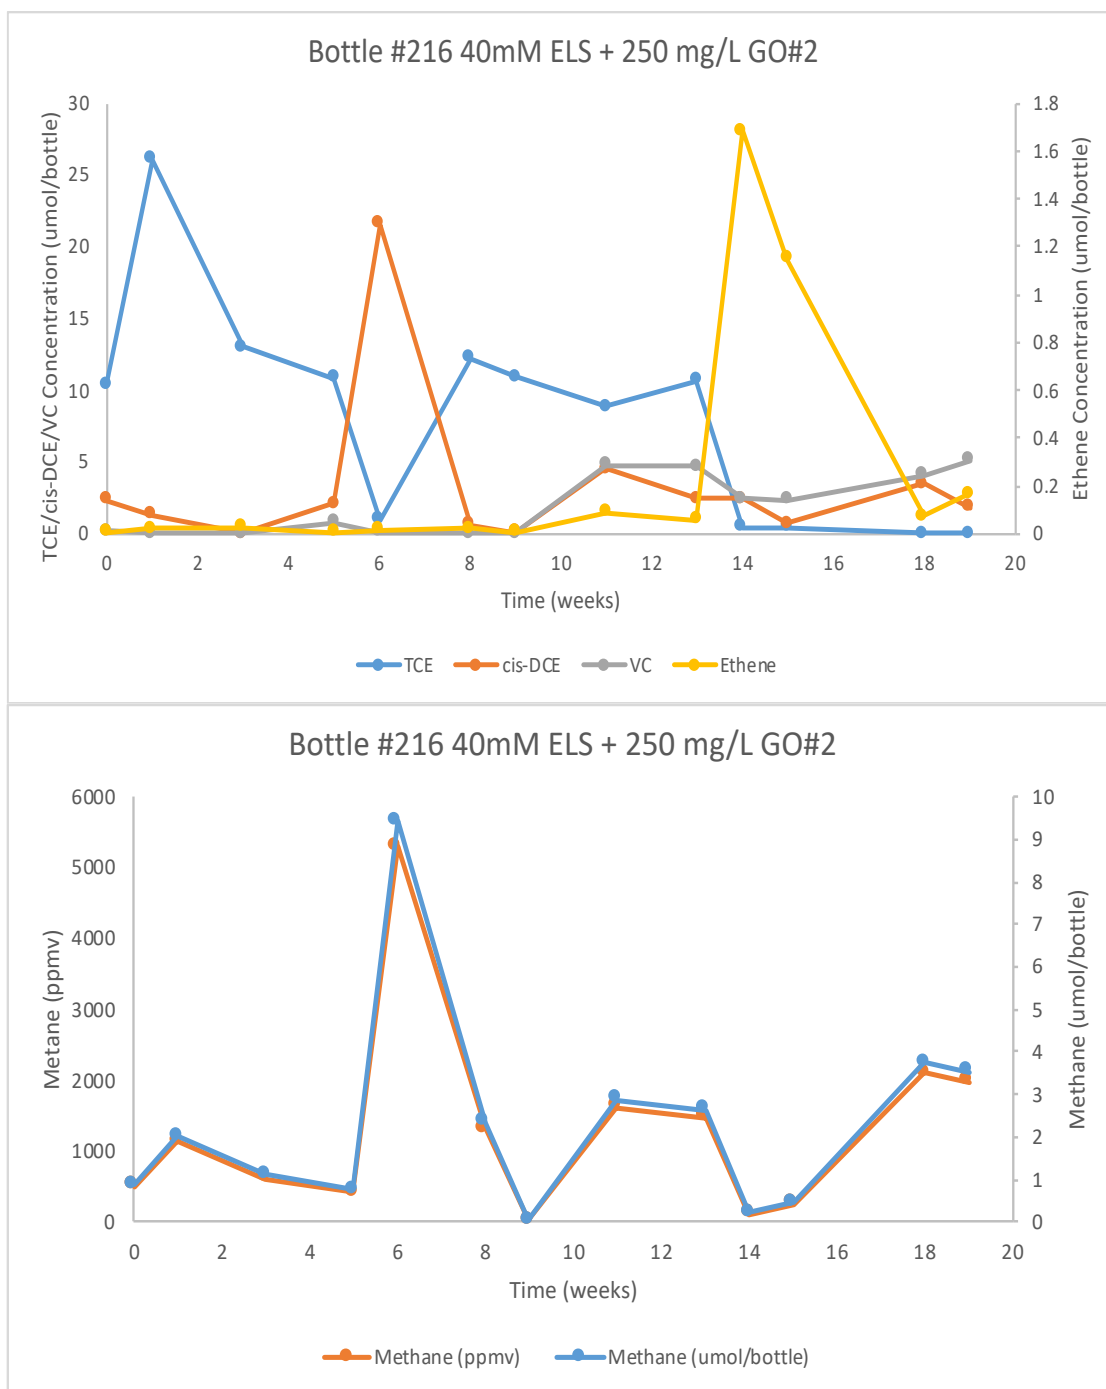 Bottle #216 40mM ELS + 250 mg/L GO#2
TCE/cis-DCE/VC Concentration (umol/bottle)
30
25
20
15
10
5
0
0 2 4 6 8 10 12 14 16 18 20
1.8
1.6
1.4
1.2
1
0.8
0.6
0.4
0.2
0
Ethene Concentration (umol/bottle)
Time (weeks)
TCE cis-DCE VC Ethene
Bottle #216 40mM ELS + 250 mg/L GO#2
Metane (ppmv)
6000
5000
4000
3000
2000
1000
0
0 2 4 6 8 10 12 14 16 18 20
10
9
8
7
6
5
4
3
2
1
0
Methane (umol/bottle)
Time (weeks)
Methane (ppmv) Methane (umol/bottle)